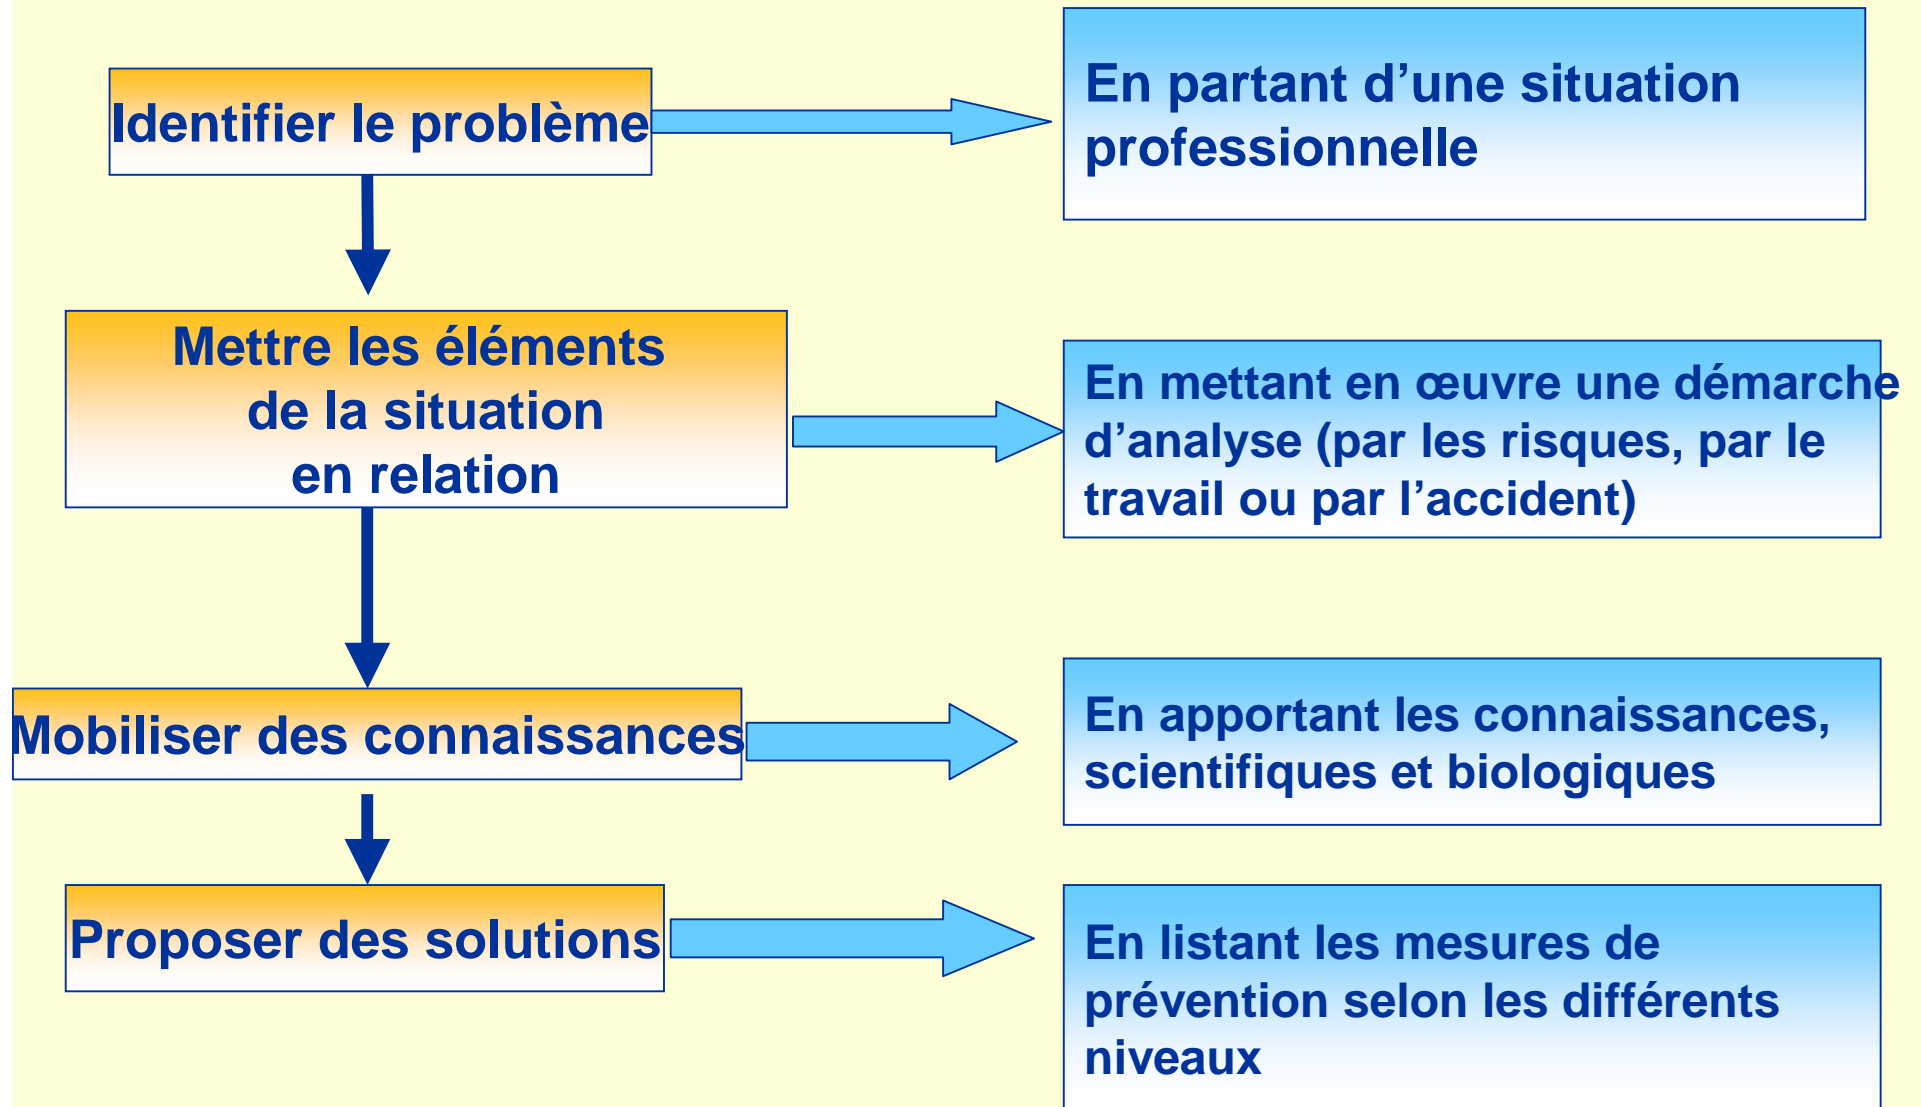 Identifier le problème
En partant d’une situation
professionnelle
Mettre les éléments
de la situation
en relation
En mettant en œuvre une démarche
d’analyse (par les risques, par le
travail ou par l’accident)
Mobiliser des connaissances
En apportant les connaissances,
scientifiques et biologiques
Proposer des solutions
En listant les mesures de
prévention selon les différents
niveaux